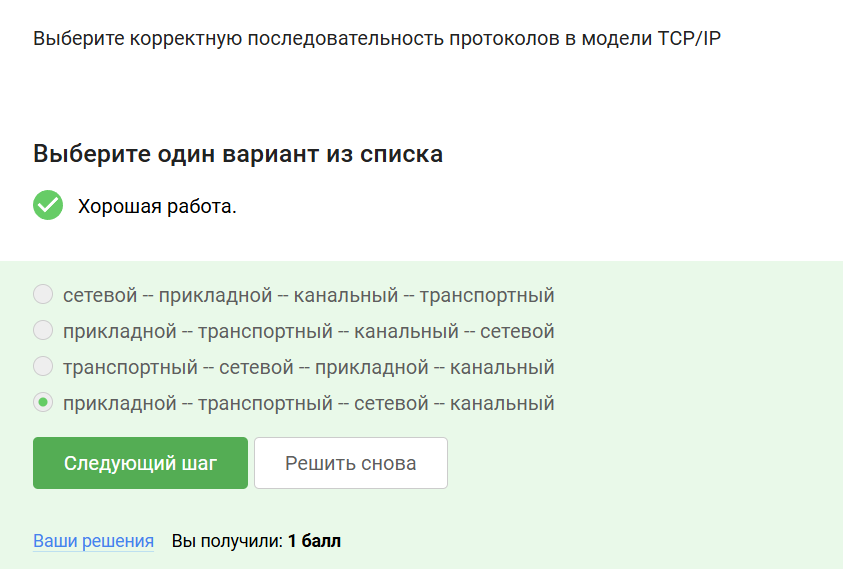 Выберите корректную последовательность протоколов в модели TCP/IP
Выберите один вариант из списка
Хорошая работа.
сетевой -- прикладной -- канальный -- транспортный
прикладной -- транспортный -- канальный -- сетевой
транспортный -- сетевой -- прикладной -- канальный
прикладной -- транспортный -- сетевой -- канальный
Следующий шаг Решить снова
Ваши решения Вы получили: 1 балл